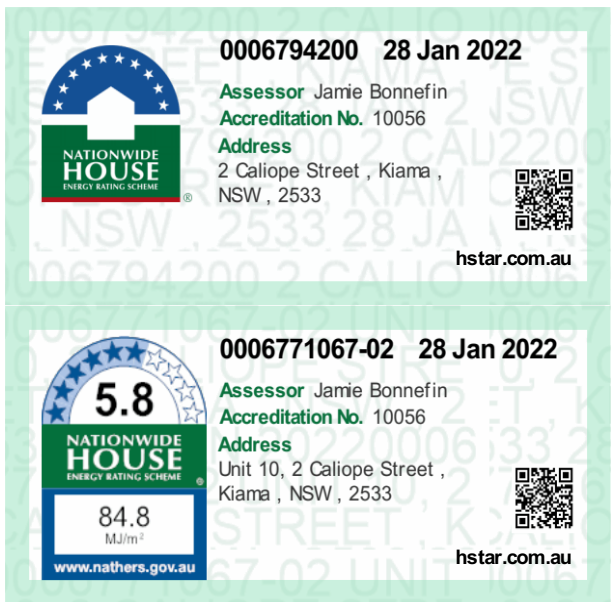 0006794200 28 Jan 2022
Assessor Jamie Bonnefin
Accreditation No. 10056
Address
2 Caliope Street , Kiama ,
NSW , 2533
NATIONWIDE
HOUSE
ENERGY RATING SCHEME
®
hstar.com.au
0006771067-02 28 Jan 2022
5.8
Assessor Jamie Bonnefin
Accreditation No. 10056
Address
Unit 10, 2 Caliope Street ,
Kiama , NSW , 2533
NATIONWIDE
HOUSE
ENERGY RATING SCHEME
®
84.8
MJ/m²
www.nathers.gov.au
hstar.com.au